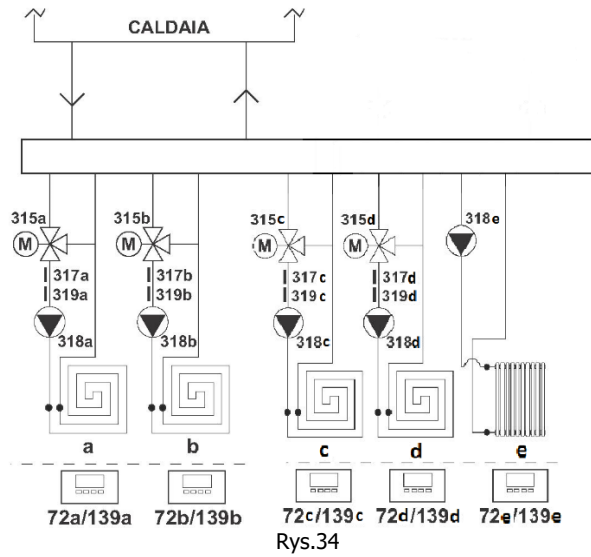 CALDAIA
315a 315b 315c 315d 318e
M M M M
317a 317b 317c 317d
319a 319b 319c 319d
318a 318b 318c 318d
a b c d e
72a/139a 72b/139b 72c/139c 72d/139d 72e/139e
Rys.34